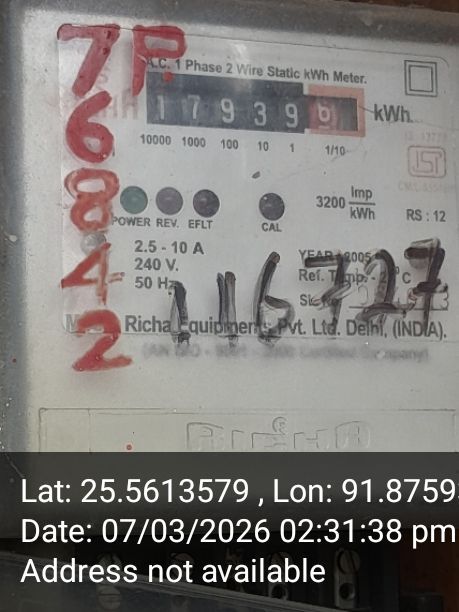 7P
6
8
4
2
A.C. 1 Phase 2 Wire Static kWh Meter.
1 7 9 3 9 6 kWh
10000 1000 100 10 1 1/10
POWER REV. EFLT CAL
3200 Imp/kWh
RS : 12
2.5 - 10 A
240 V.
50 Hz
YEAR 2005
Ref. Temp. °C
116727
Richa Equipments Pvt. Ltd. Delhi, (INDIA).
RICHA
Lat: 25.5613579 , Lon: 91.8759
Date: 07/03/2026 02:31:38 pm
Address not available